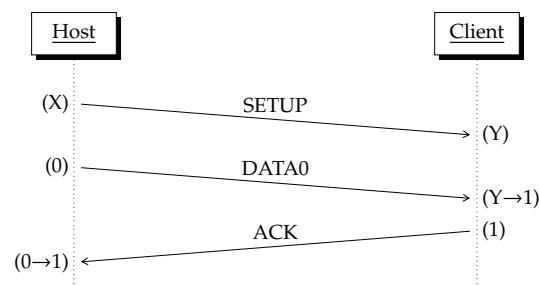 Host Client
(X) SETUP (Y)
(0) DATA0 (Y→1)
ACK (1)
(0→1)